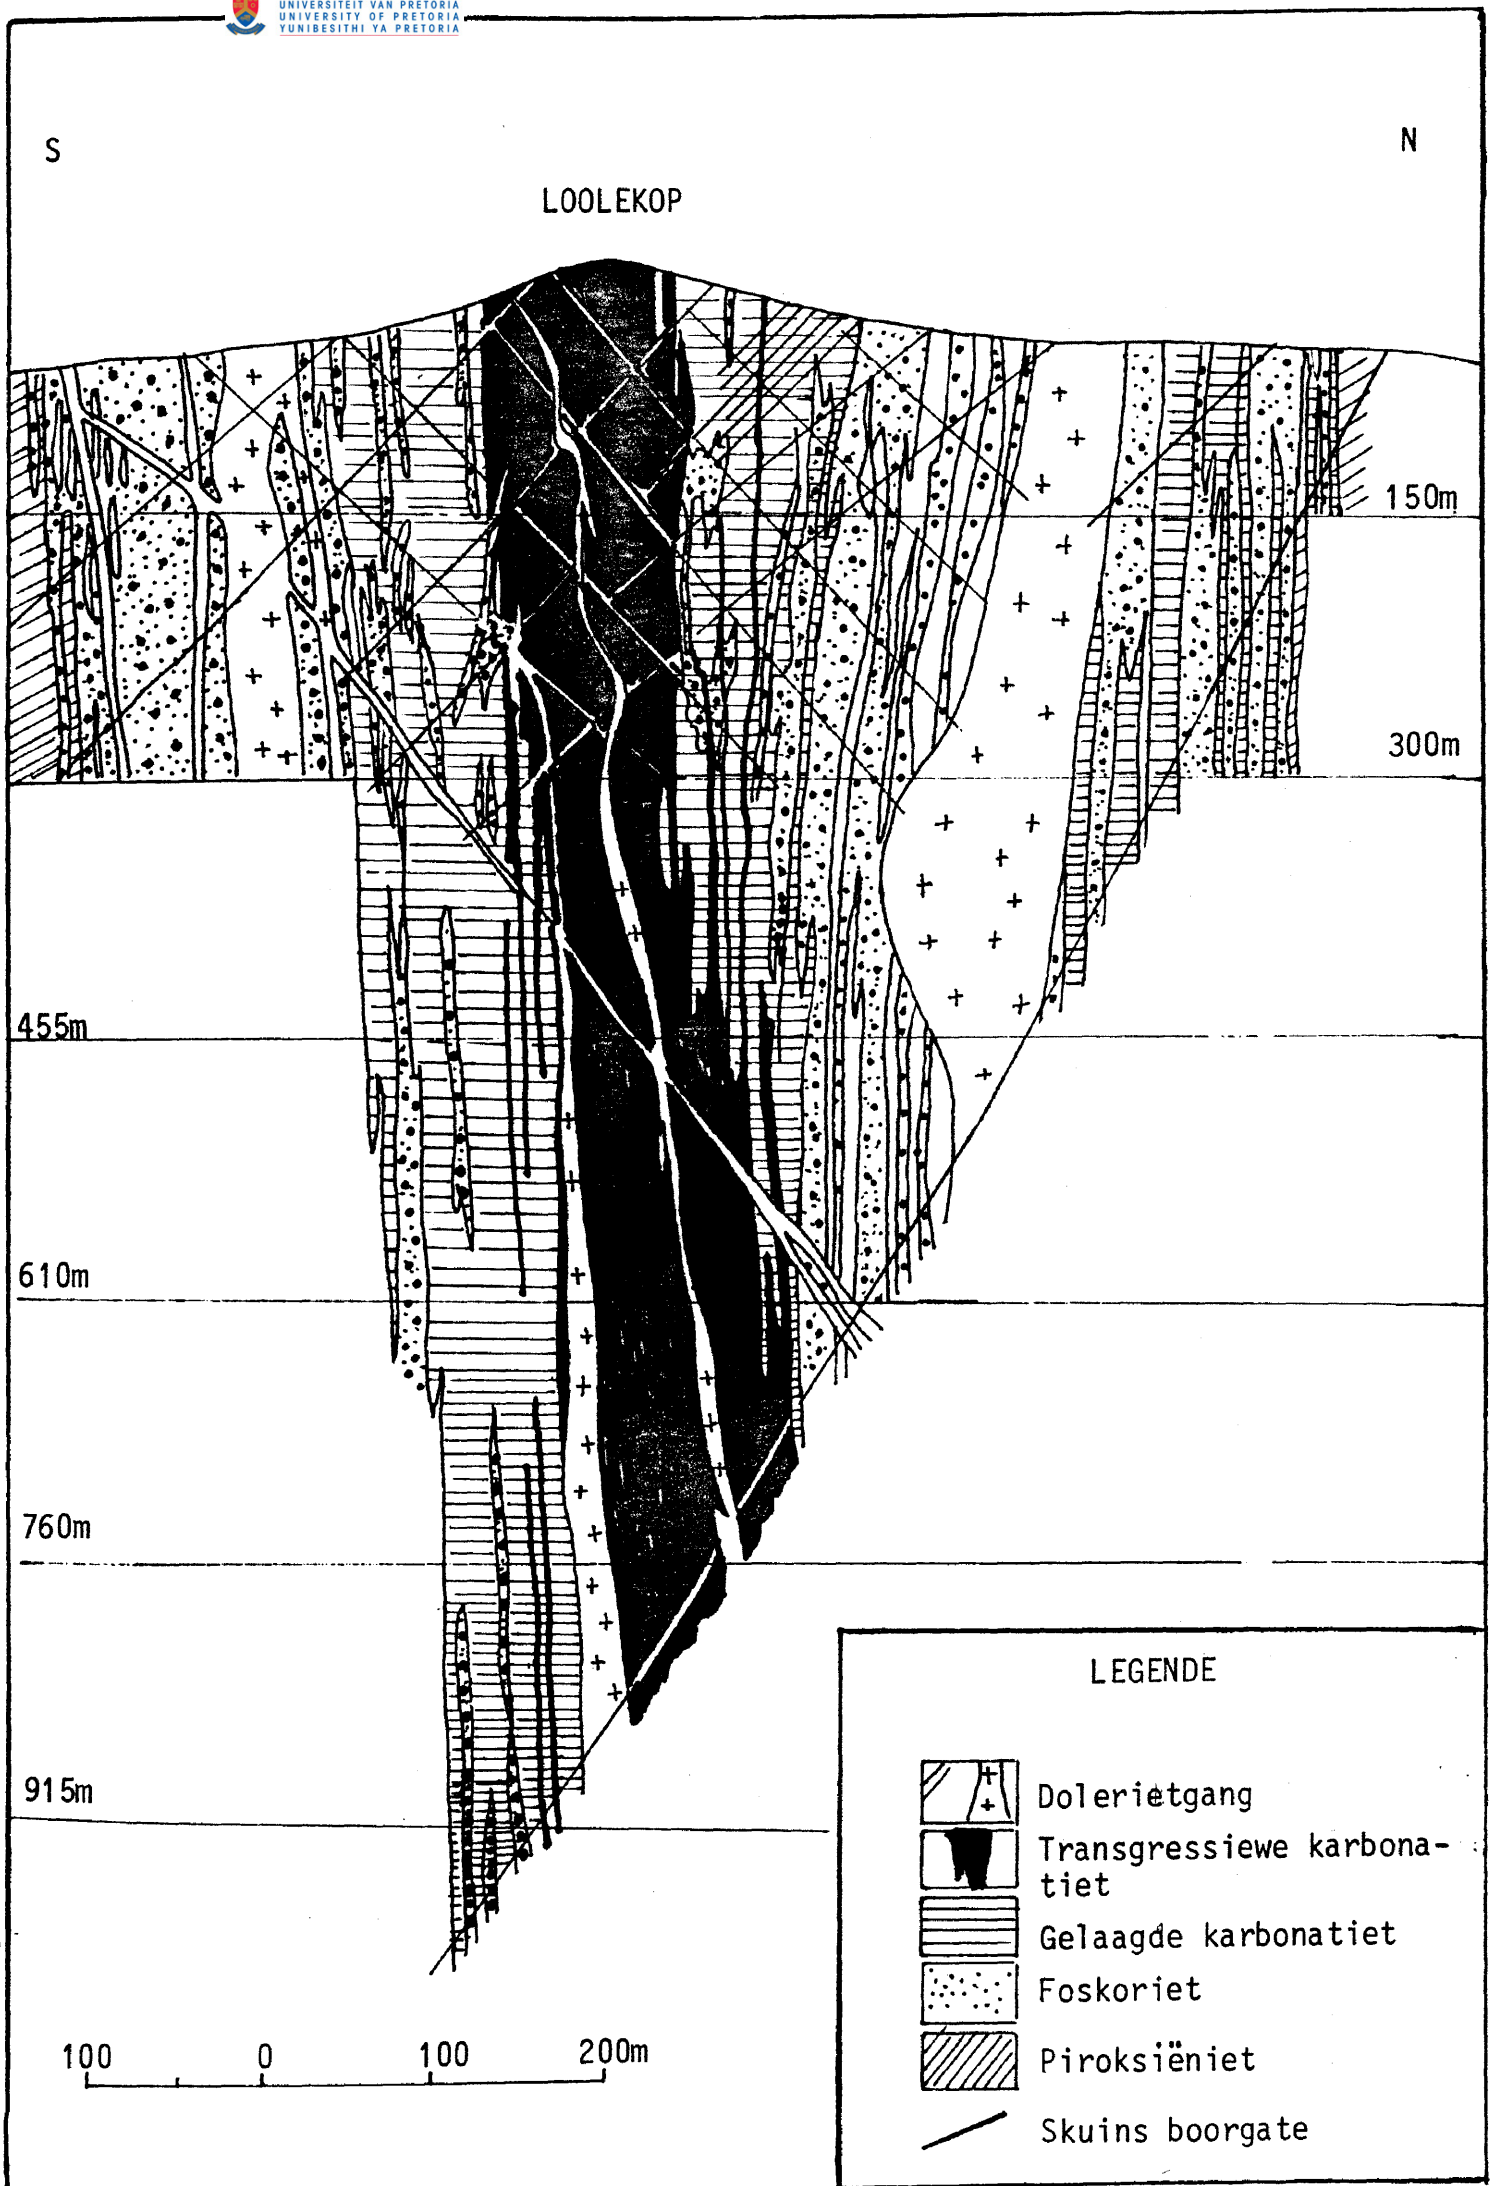 UNIVERSITEIT VAN PRETORIA
UNIVERSITY OF PRETORIA
YUNIBESITHI YA PRETORIA
S
N
LOOLEKOP
150m
300m
455m
610m
760m
915m
LEGENDE
Dolerietgang
Transgressiewe karbona-
tiet
Gelaagde karbonatiet
Foskoriet
Piroksiëniet
Skuins boorgate
100 0 100 200m